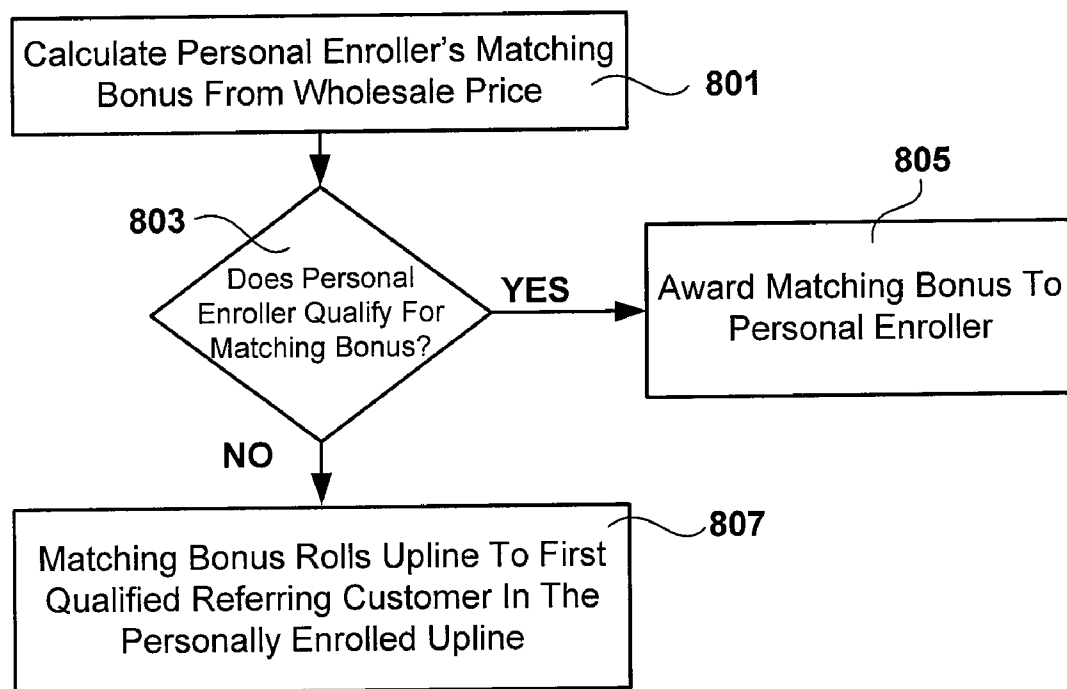 Calculate Personal Enroller's Matching
Bonus From Wholesale Price
801
805
803
Does Personal
Enroller Qualify For
Matching Bonus?
YES
Award Matching Bonus To
Personal Enroller
NO
807
Matching Bonus Rolls Upline To First
Qualified Referring Customer In The
Personally Enrolled Upline